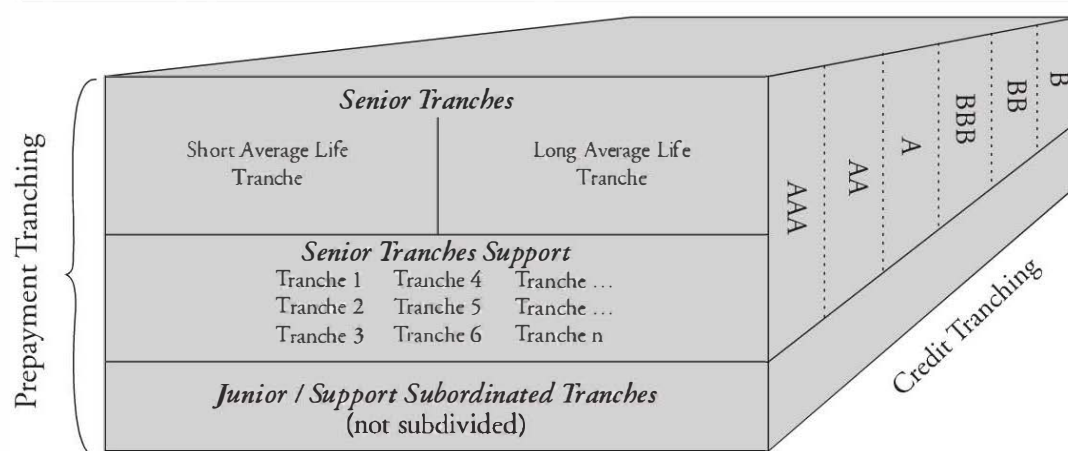 Prepayment Tranching
Senior Tranches
Short Average Life
Tranche
Long Average Life
Tranche
Senior Tranches Support
Tranche 1 Tranche 4 Tranche ...
Tranche 2 Tranche 5 Tranche ...
Tranche 3 Tranche 6 Tranche n
Junior / Support Subordinated Tranches
(not subdivided)
AAA
AA
A
BBB
BB
B
Credit Tranching